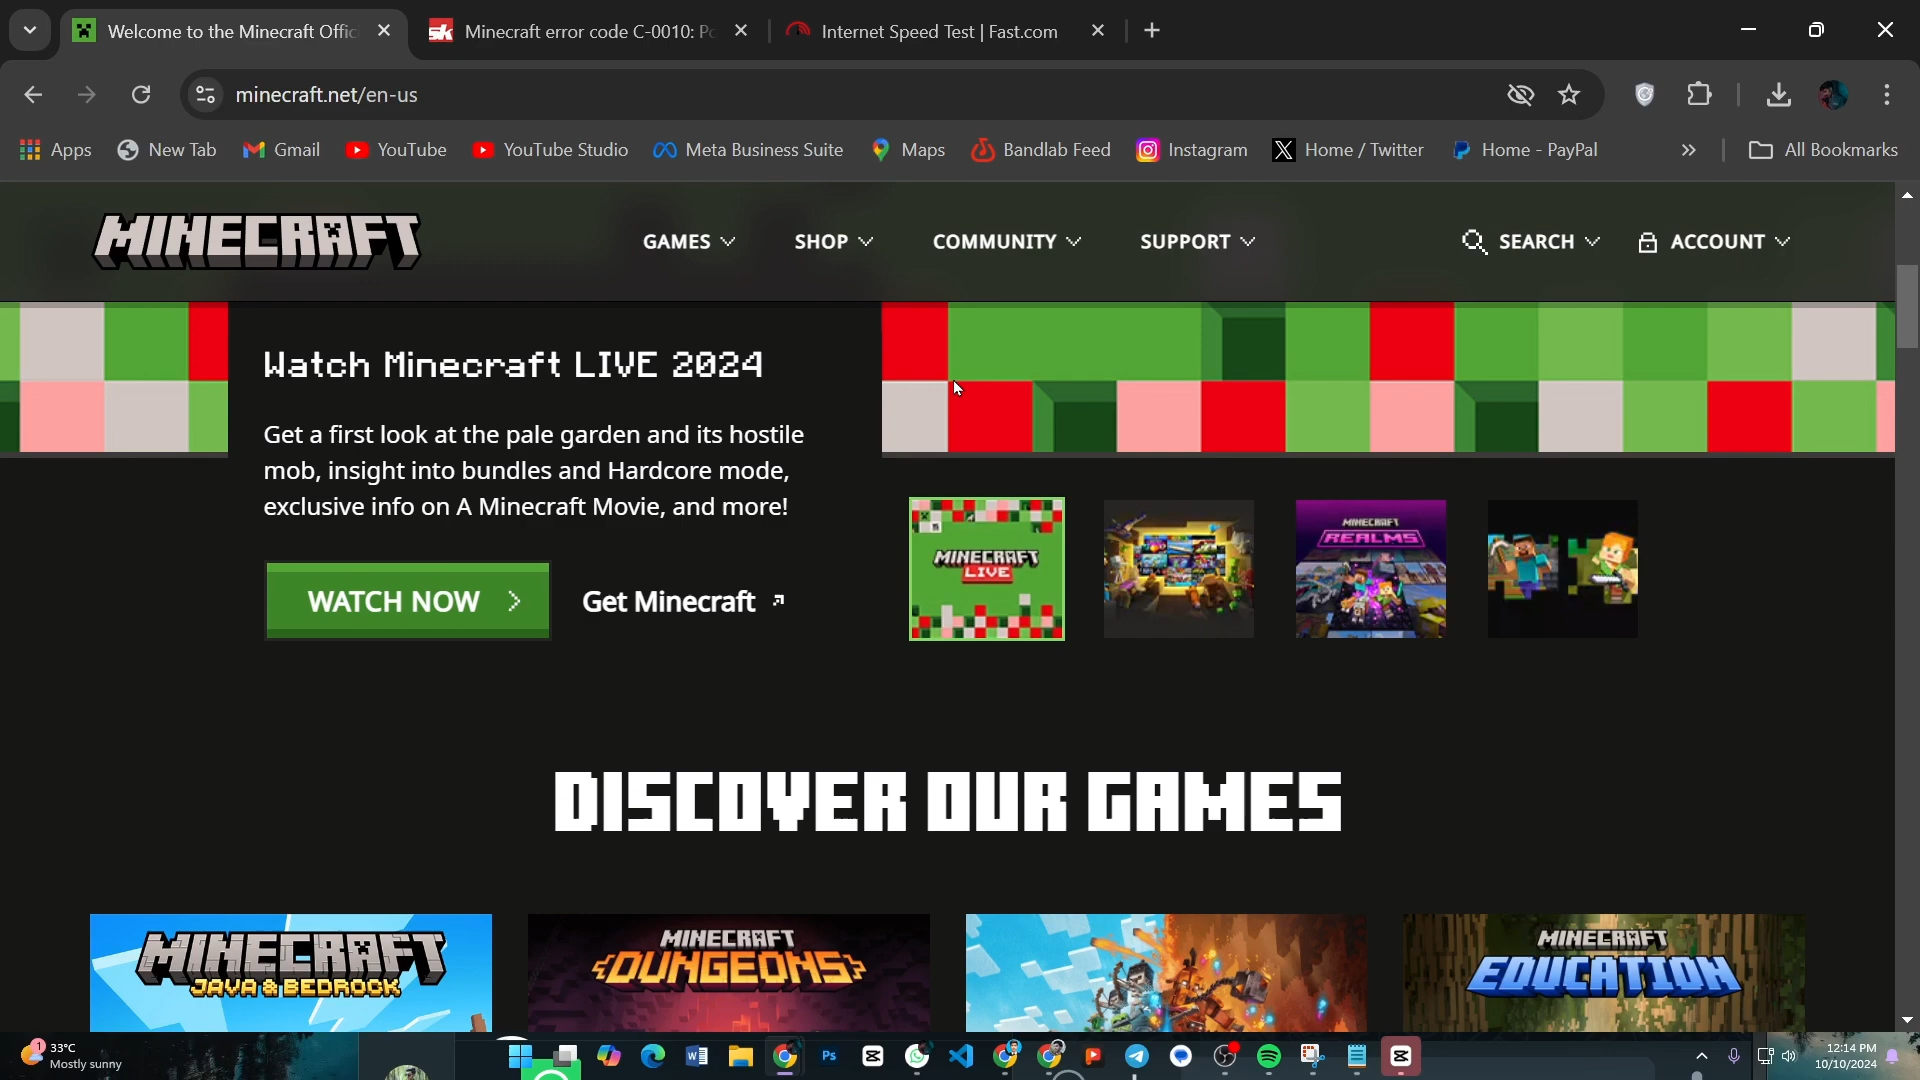 Welcome to the Minecraft Offic
Minecraft error code C-0010: Po
Internet Speed Test | Fast.com
minecraft.net/en-us
Apps
New Tab
Gmail
YouTube
YouTube Studio
Meta Business Suite
Maps
Bandlab Feed
Instagram
Home / Twitter
Home - PayPal
All Bookmarks
MINECRAFT
GAMES
SHOP
COMMUNITY
SUPPORT
SEARCH
ACCOUNT
Watch Minecraft LIVE 2024
Get a first look at the pale garden and its hostile
mob, insight into bundles and Hardcore mode,
exclusive info on A Minecraft Movie, and more!
WATCH NOW
Get Minecraft
MINECRAFT
LIVE
MINECRAFT
REALMS
DISCOVER OUR GAMES
MINECRAFT
JAVA & BEDROCK
MINECRAFT
DUNGEONS
MINECRAFT
EDUCATION
1
33°C
Mostly sunny
Ps
12:14 PM
10/10/2024